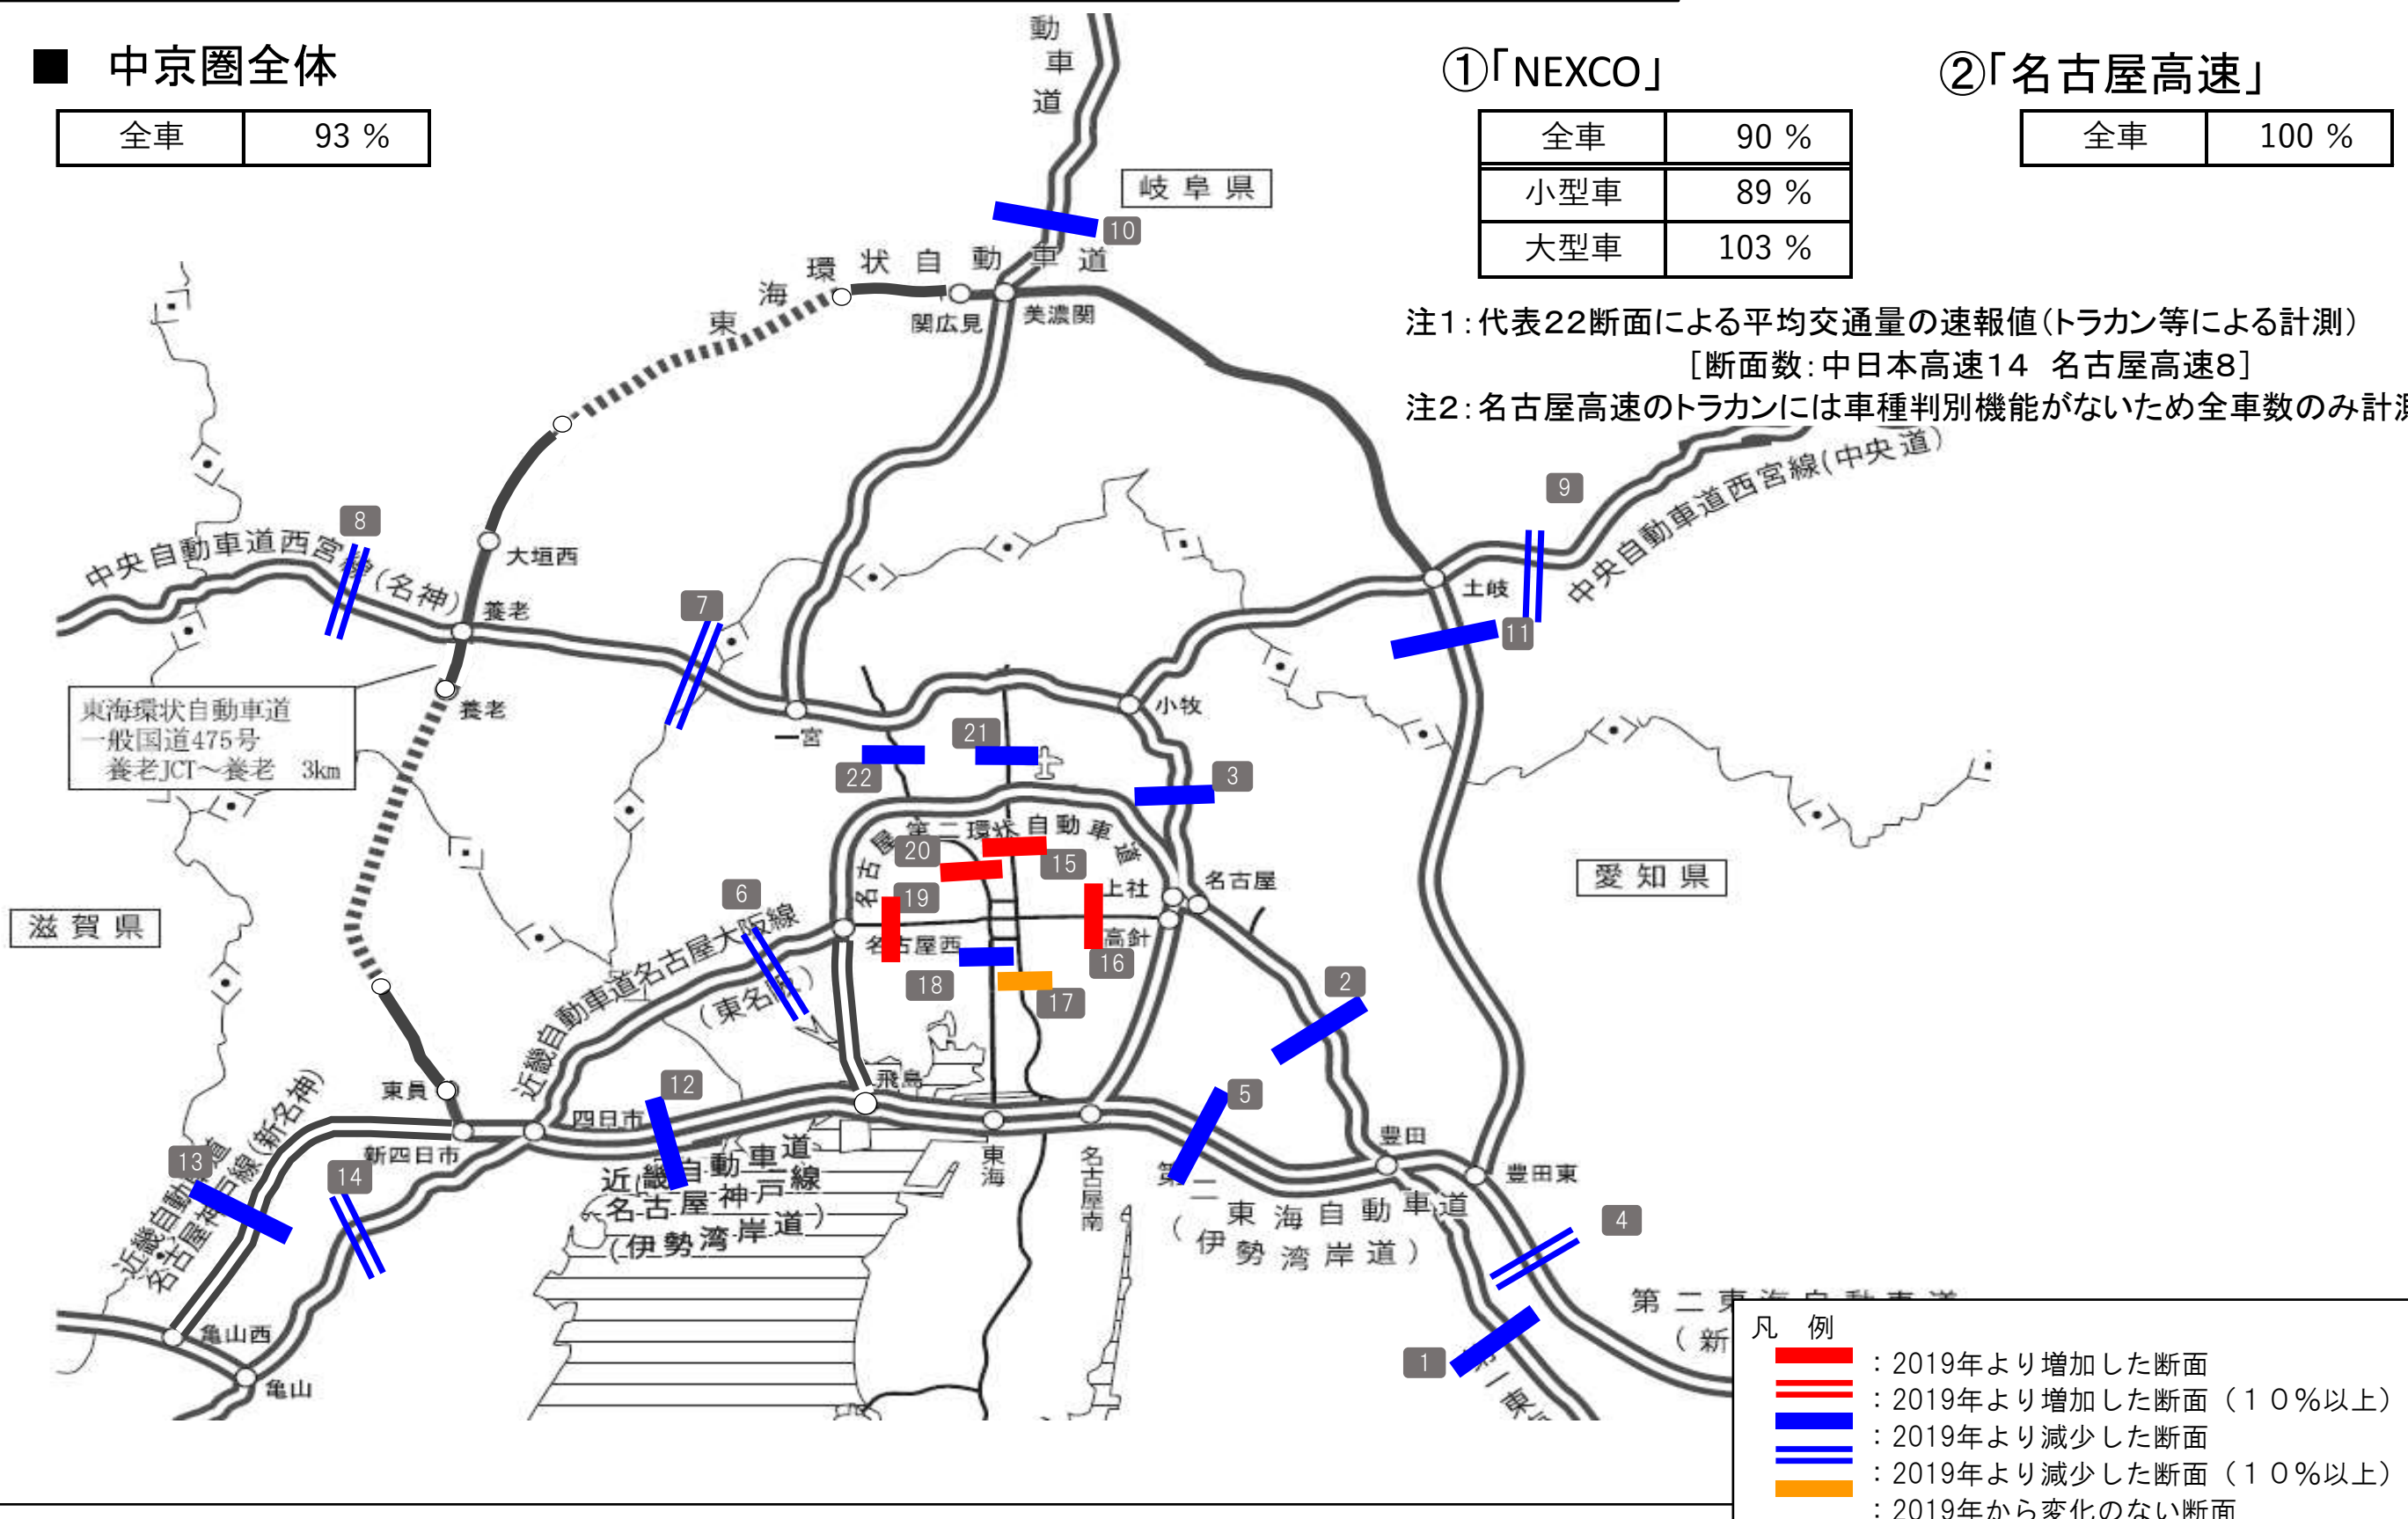 ■ 中京圏全体
全車 93 %
①「NEXCO」
全車 90 %
小型車 89 %
大型車 103 %
②「名古屋高速」
全車 100 %
注1:代表22断面による平均交通量の速報値(トラカン等による計測)
[断面数:中日本高速14 名古屋高速8]
注2:名古屋高速のトラカンには車種判別機能がないため全車数のみ計測
動車道
岐阜県
10
東海環状自動車道
関広見
美濃関
9
中央自動車道西宮線(中央道)
8
中央自動車道西宮線(名神)
大垣西
養老
7
土岐
11
東海環状自動車道
一般国道475号
養老JCT~養老 3km
養老
一宮
小牧
21
22
3
名古屋第二環状自動車道
20
15
上社
名古屋
愛知県
6
19
滋賀県
名古屋西
高針
16
近畿自動車道名古屋大阪線
(東名阪)
18
17
2
東員
12
飛島
5
四日市
新四日市
東海
名古屋南
豊田
豊田東
13
14
近畿自動車道
名古屋神戸線(新名神)
近畿自動車道
名古屋神戸線
(伊勢湾岸道)
第二東海自動車道
(伊勢湾岸道)
4
亀山西
亀山
1
第一東
第二東海自動車道
(新
凡 例
:2019年より増加した断面
:2019年より増加した断面(10%以上)
:2019年より減少した断面
:2019年より減少した断面(10%以上)
:2019年から変化のない断面